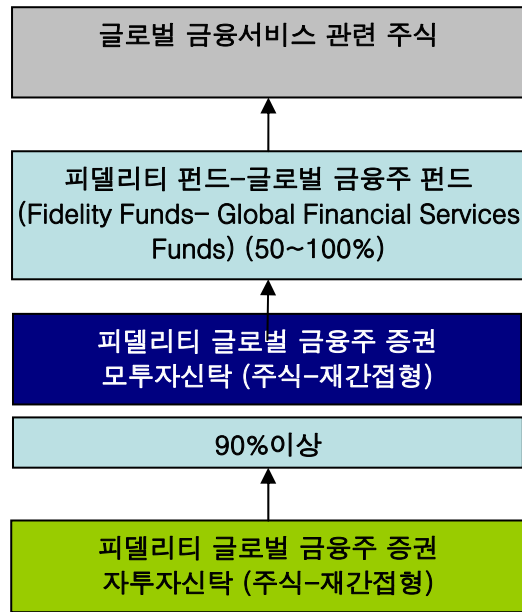 글로벌 금융서비스 관련 주식
피델리티 펀드-글로벌 금융주 펀드
(Fidelity Funds- Global Financial Services
Funds) (50~100%)
피델리티 글로벌 금융주 증권
모투자신탁 (주식-재간접형)
90%이상
피델리티 글로벌 금융주 증권
자투자신탁 (주식-재간접형)